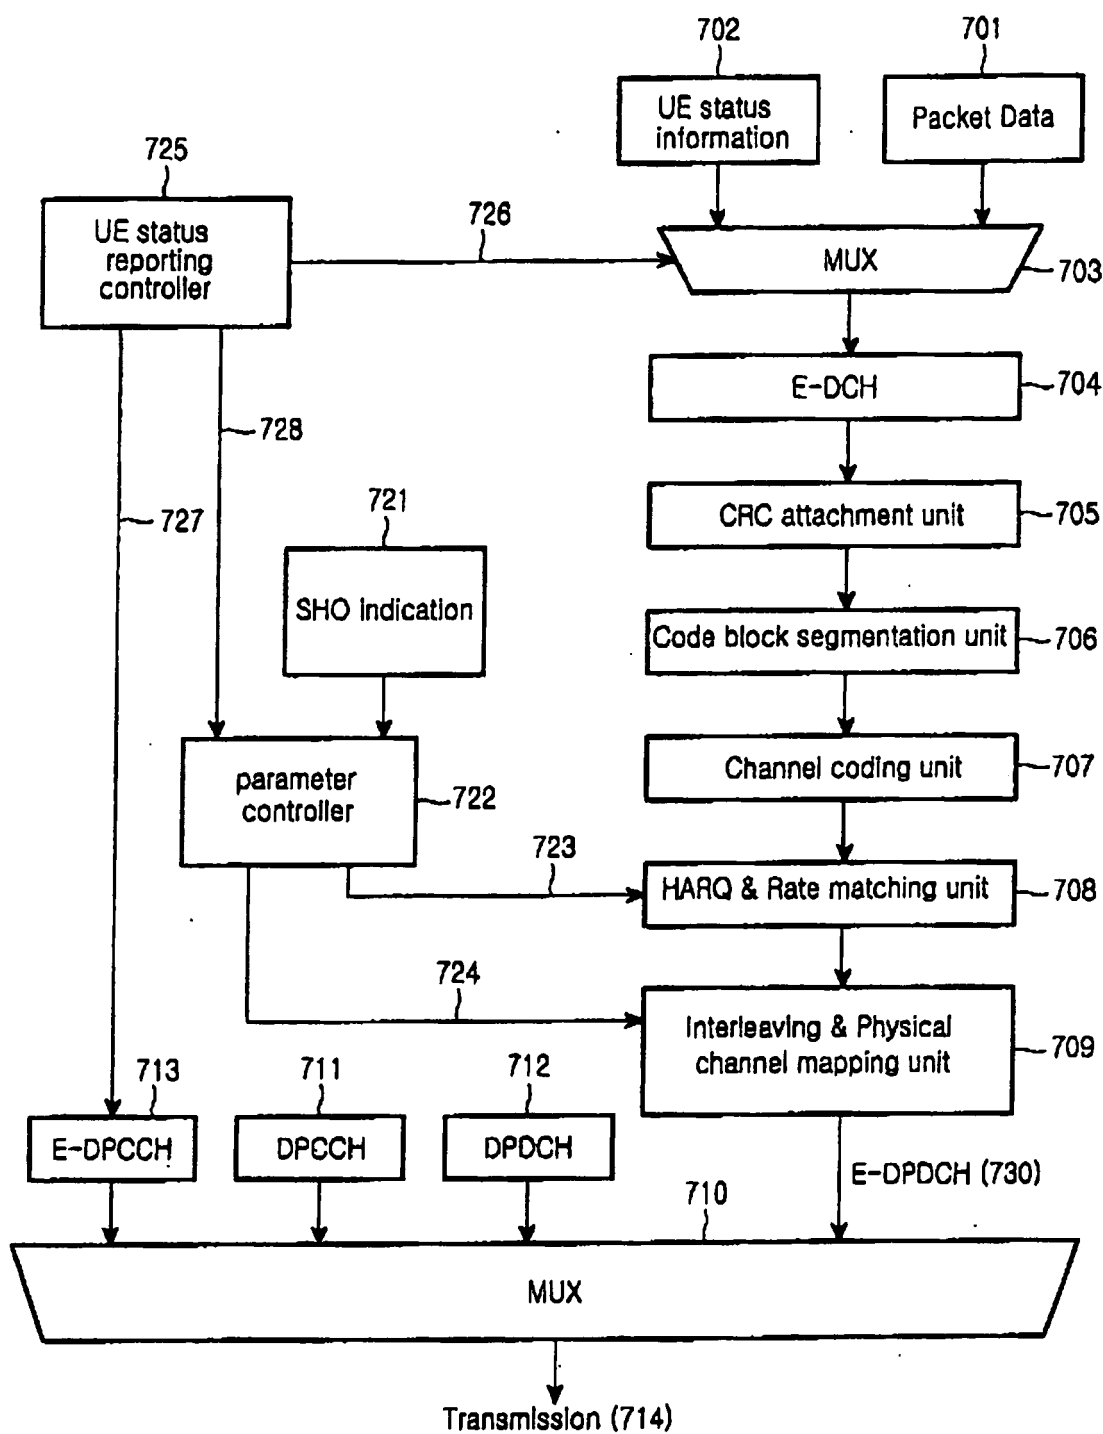 702
701
UE status
information
Packet Data
725
UE status
reporting
controller
726
MUX
703
E-DCH
704
728
721
727
CRC attachment unit
705
SHO indication
Code block segmentation unit
706
Channel coding unit
707
parameter
controller
722
723
HARQ & Rate matching unit
708
724
Interleaving & Physical
channel mapping unit
709
713
711
712
E-DPCCH
DPCCH
DPDCH
E-DPDCH (730)
710
MUX
Transmission (714)